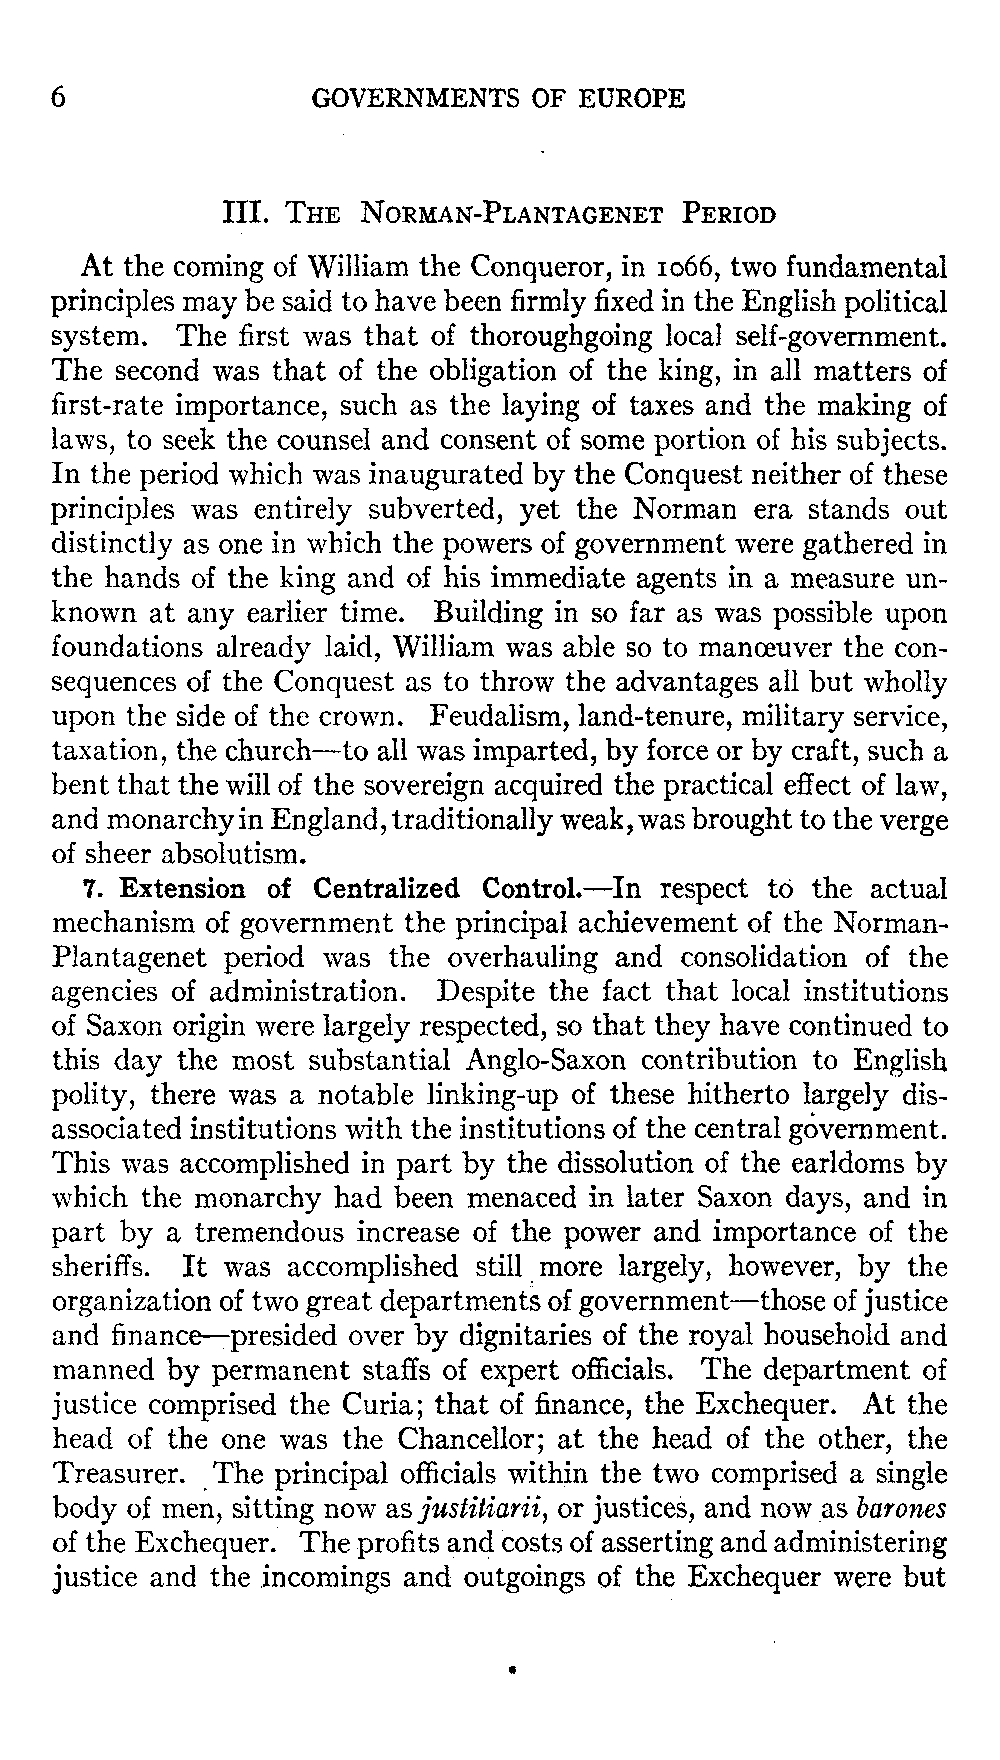 6 GOVERNMENTS OF EUROPE
III. THE NORMAN-PLANTAGENET PERIOD
At the coming of William the Conqueror, in 1066, two fundamental
principles may be said to have been firmly fixed in the English political
system. The first was that of thoroughgoing local self-government.
The second was that of the obligation of the king, in all matters of
first-rate importance, such as the laying of taxes and the making of
laws, to seek the counsel and consent of some portion of his subjects.
In the period which was inaugurated by the Conquest neither of these
principles was entirely subverted, yet the Norman era stands out
distinctly as one in which the powers of government were gathered in
the hands of the king and of his immediate agents in a measure un-
known at any earlier time. Building in so far as was possible upon
foundations already laid, William was able so to manœuver the con-
sequences of the Conquest as to throw the advantages all but wholly
upon the side of the crown. Feudalism, land-tenure, military service,
taxation, the church—to all was imparted, by force or by craft, such a
bent that the will of the sovereign acquired the practical effect of law,
and monarchy in England, traditionally weak, was brought to the verge
of sheer absolutism.
7. Extension of Centralized Control.—In respect to the actual
mechanism of government the principal achievement of the Norman-
Plantagenet period was the overhauling and consolidation of the
agencies of administration. Despite the fact that local institutions
of Saxon origin were largely respected, so that they have continued to
this day the most substantial Anglo-Saxon contribution to English
polity, there was a notable linking-up of these hitherto largely dis-
associated institutions with the institutions of the central government.
This was accomplished in part by the dissolution of the earldoms by
which the monarchy had been menaced in later Saxon days, and in
part by a tremendous increase of the power and importance of the
sheriffs. It was accomplished still more largely, however, by the
organization of two great departments of government—those of justice
and finance—presided over by dignitaries of the royal household and
manned by permanent staffs of expert officials. The department of
justice comprised the Curia; that of finance, the Exchequer. At the
head of the one was the Chancellor; at the head of the other, the
Treasurer. The principal officials within the two comprised a single
body of men, sitting now as justitiarii, or justices, and now as barones
of the Exchequer. The profits and costs of asserting and administering
justice and the incomings and outgoings of the Exchequer were but